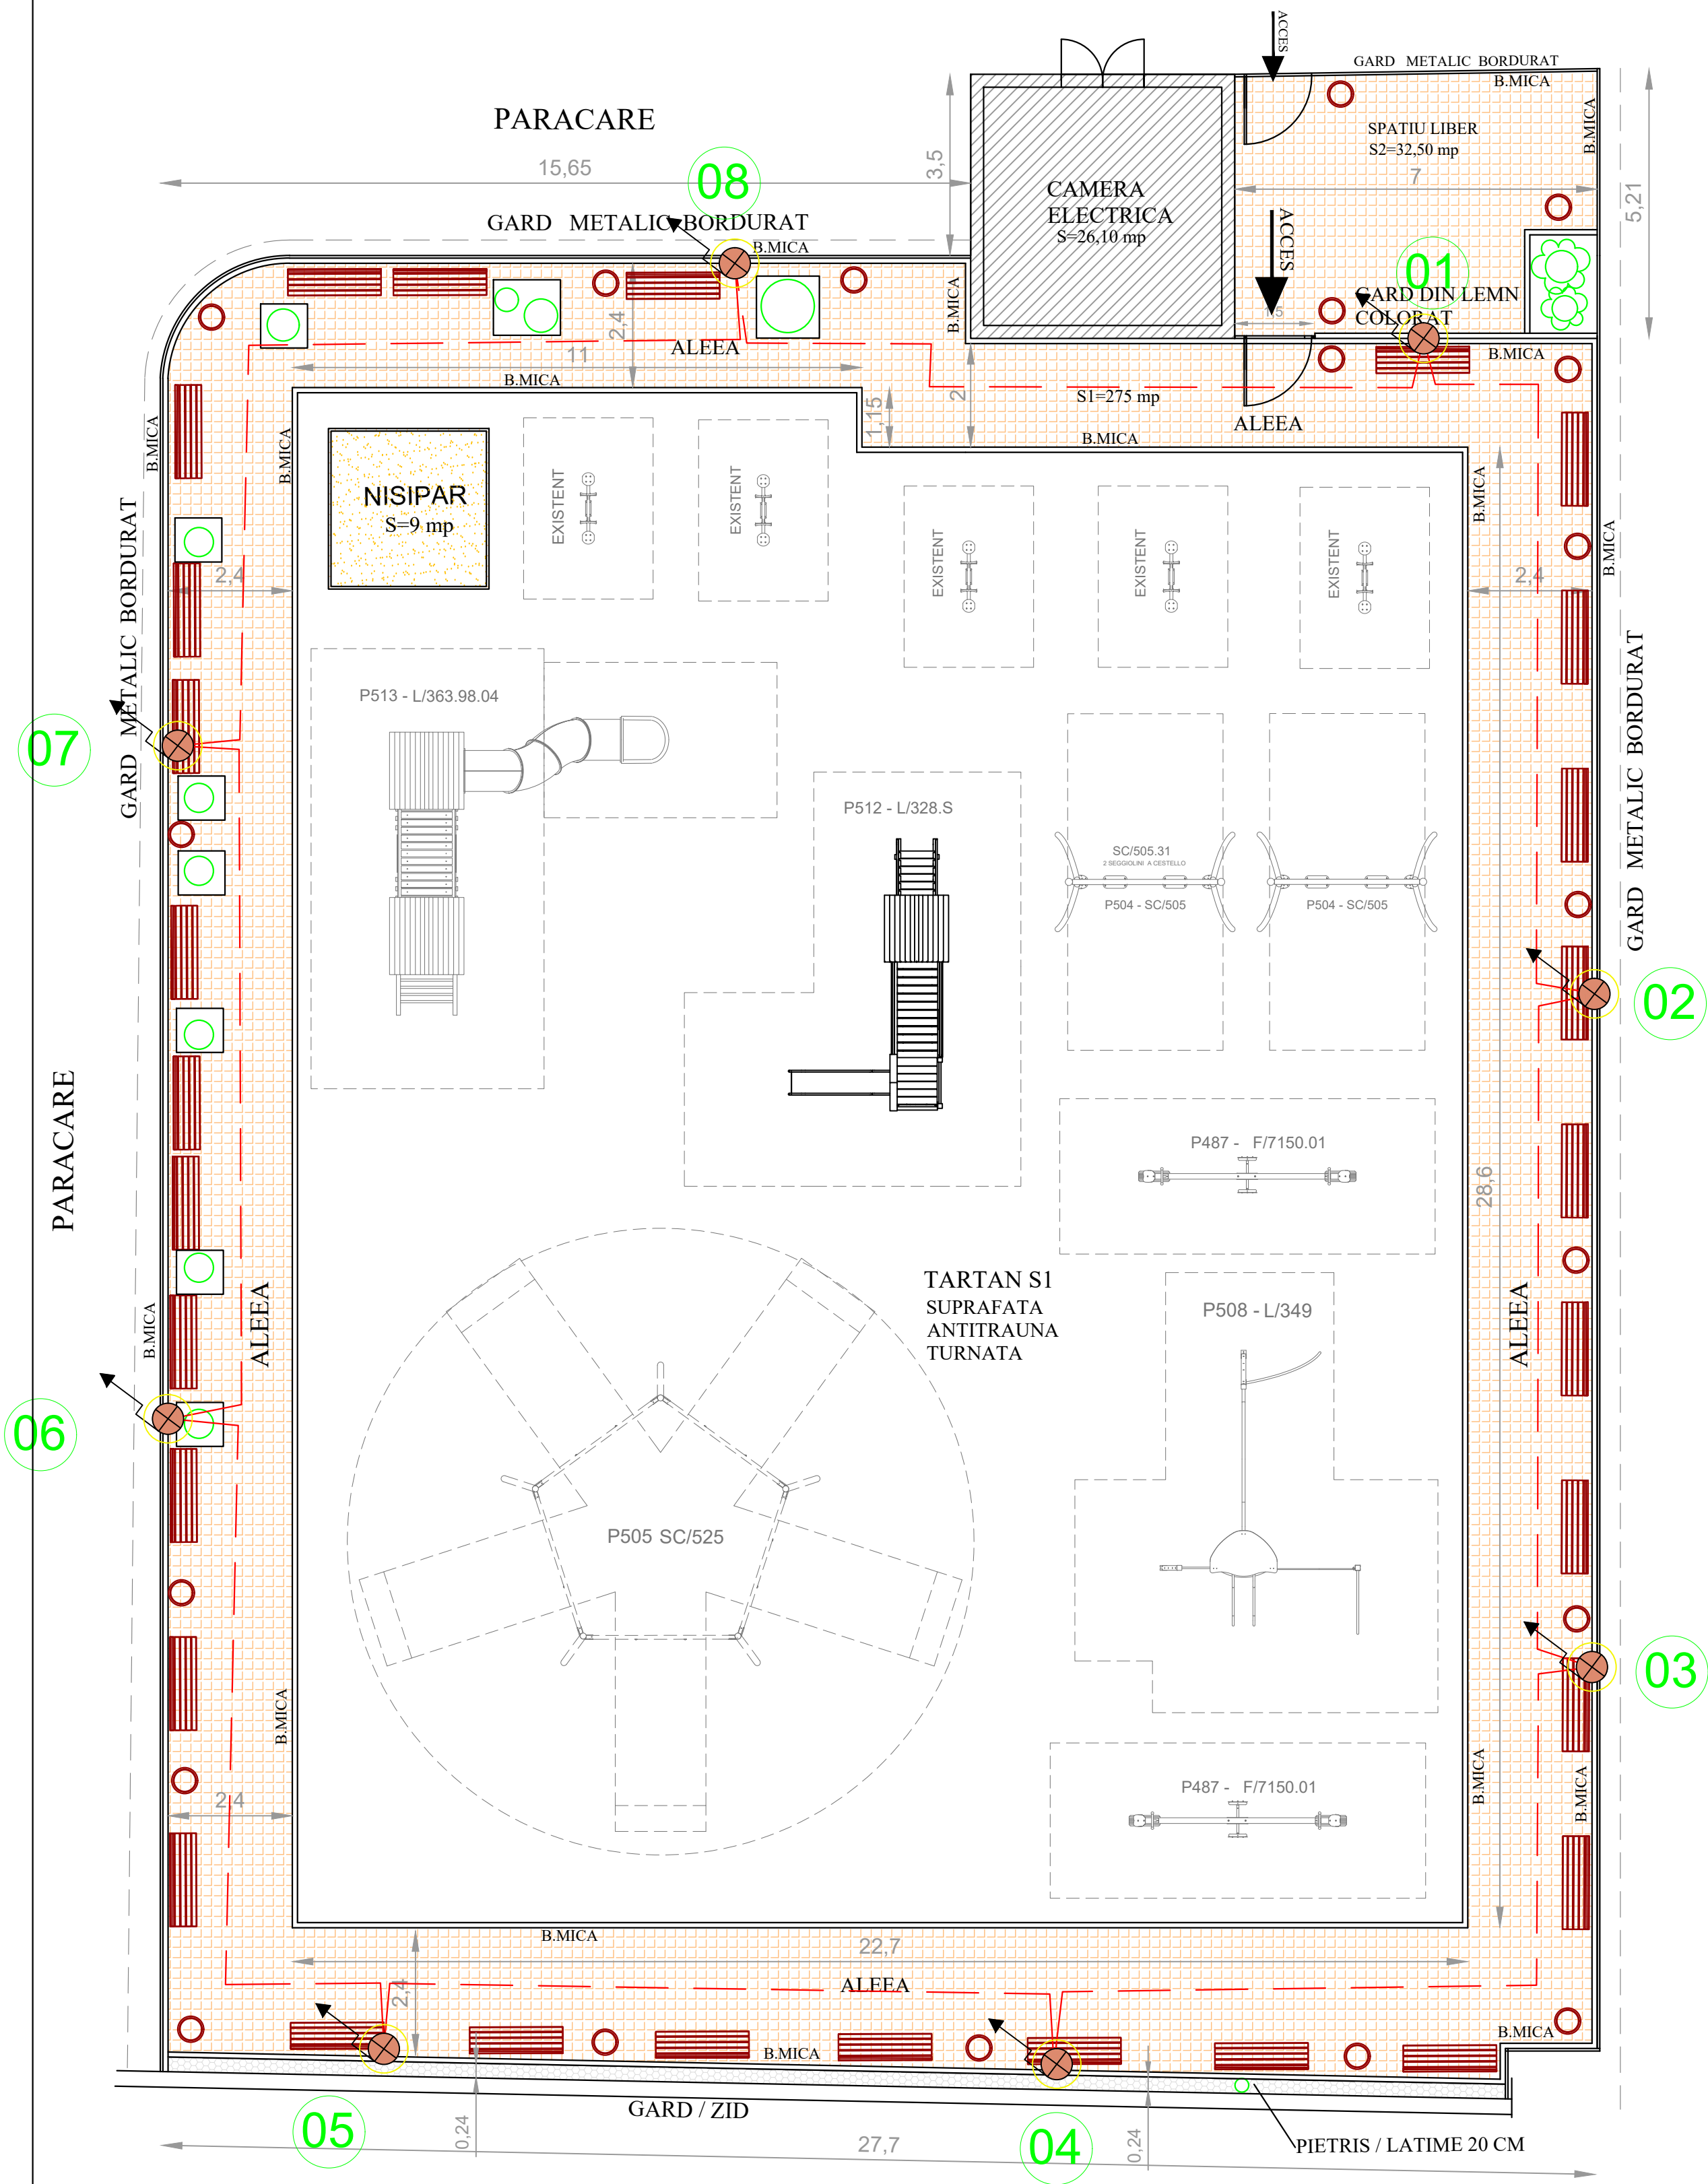 ACCES
GARD METALIC BORDURAT
B.MICA
B.MICA
PARACARE
15,65
3,5
08
SPATIU LIBER
S2=32,50 mp
7
5,21
CAMERA
ELECTRICA
S=26,10 mp
ACCES
GARD METALIC BORDURAT
B.MICA
01
GARD DIN LEMN
COLORAT
B.MICA
2,4
ALEEA
11
B.MICA
B.MICA
2
S1=275 mp
1,15
ALEEA
B.MICA
B.MICA
B.MICA
B.MICA
B.MICA
NISIPAR
S=9 mp
EXISTENT
EXISTENT
EXISTENT
EXISTENT
EXISTENT
2,4
2,4
GARD METALIC BORDURAT
GARD METALIC BORDURAT
07
P513 - L/363.98.04
P512 - L/328.S
SC/505.31
2 SEGGIOLINI A CESTELLO
P504 - SC/505
P504 - SC/505
02
PARACARE
P487 - F/7150.01
28,6
TARTAN S1
SUPRAFATA
ANTITRAUNA
TURNATA
P508 - L/349
ALEEA
ALEEA
B.MICA
06
P505 SC/525
03
B.MICA
B.MICA
B.MICA
P487 - F/7150.01
2,4
B.MICA
22,7
2,4
ALEEA
B.MICA
B.MICA
GARD / ZID
05
0,24
27,7
04
0,24
PIETRIS / LATIME 20 CM